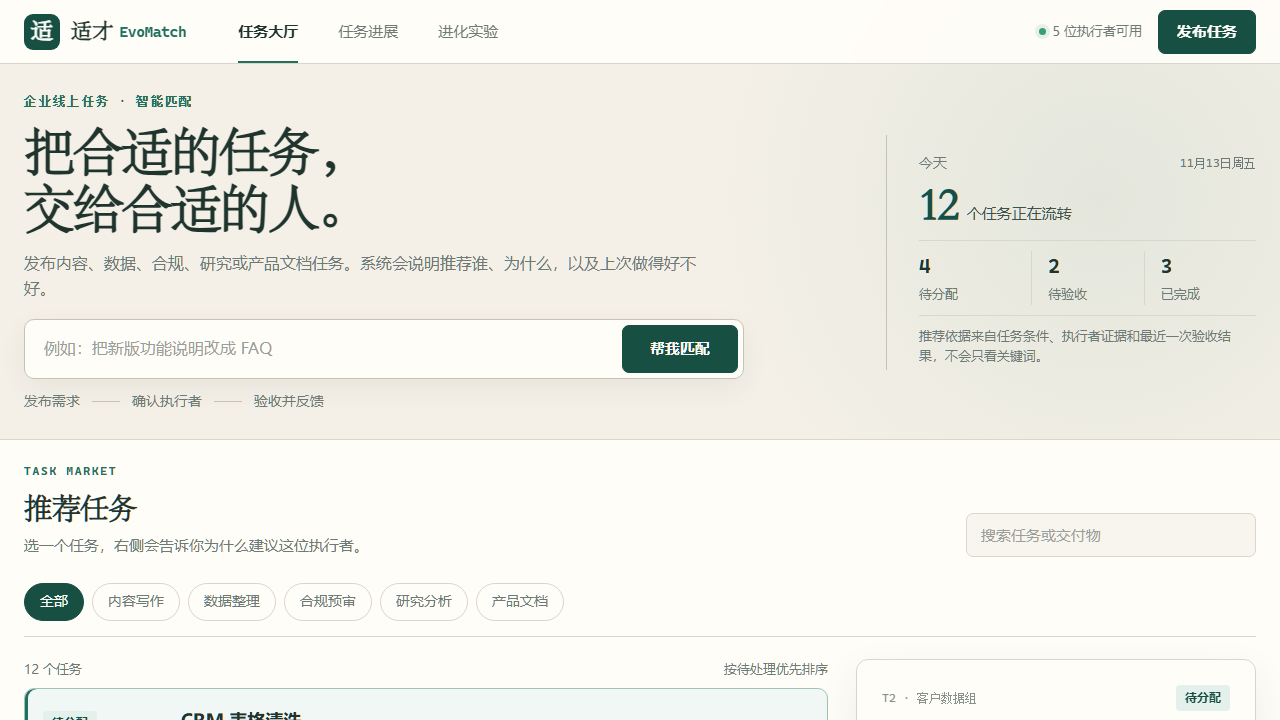 适 适才 EvoMatch
任务大厅
任务进展
进化实验
5 位执行者可用
发布任务
企业线上任务 · 智能匹配
把合适的任务，
交给合适的人。
发布内容、数据、合规、研究或产品文档任务。系统会说明推荐谁、为什么，以及上次做得好不
好。
例如：把新版功能说明改成 FAQ
帮我匹配
发布需求
确认执行者
验收并反馈
今天
11月13日周五
12 个任务正在流转
4
待分配
2
待验收
3
已完成
推荐依据来自任务条件、执行者证据和最近一次验收结
果，不会只看关键词。
TASK MARKET
推荐任务
选一个任务，右侧会告诉你为什么建议这位执行者。
搜索任务或交付物
全部
内容写作
数据整理
合规预审
研究分析
产品文档
12 个任务
按待处理优先排序
待分配
CRM 表格清洗
T2 · 客户数据组
待分配